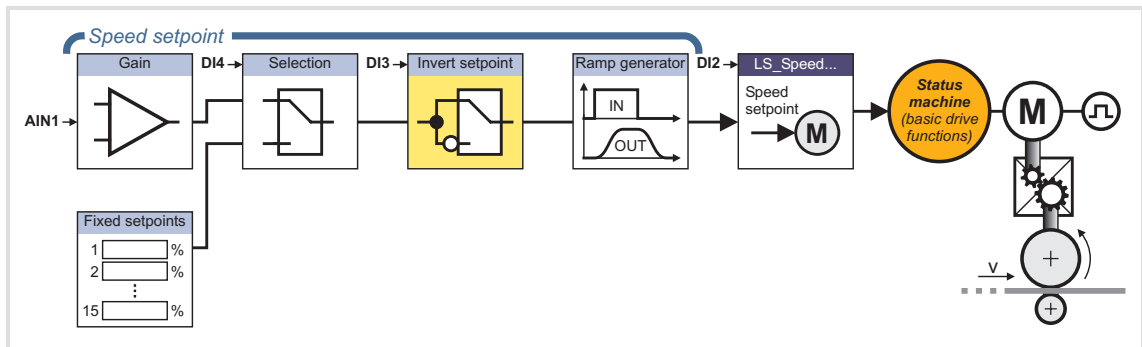 Speed setpoint
Gain
DI4
Selection
DI3
Invert setpoint
Ramp generator
DI2
LS_Speed...
AIN1
IN
OUT
Speed
setpoint
M
Status
machine
(basic drive
functions)
M
Fixed setpoints
1 %
2 %
15 %
v